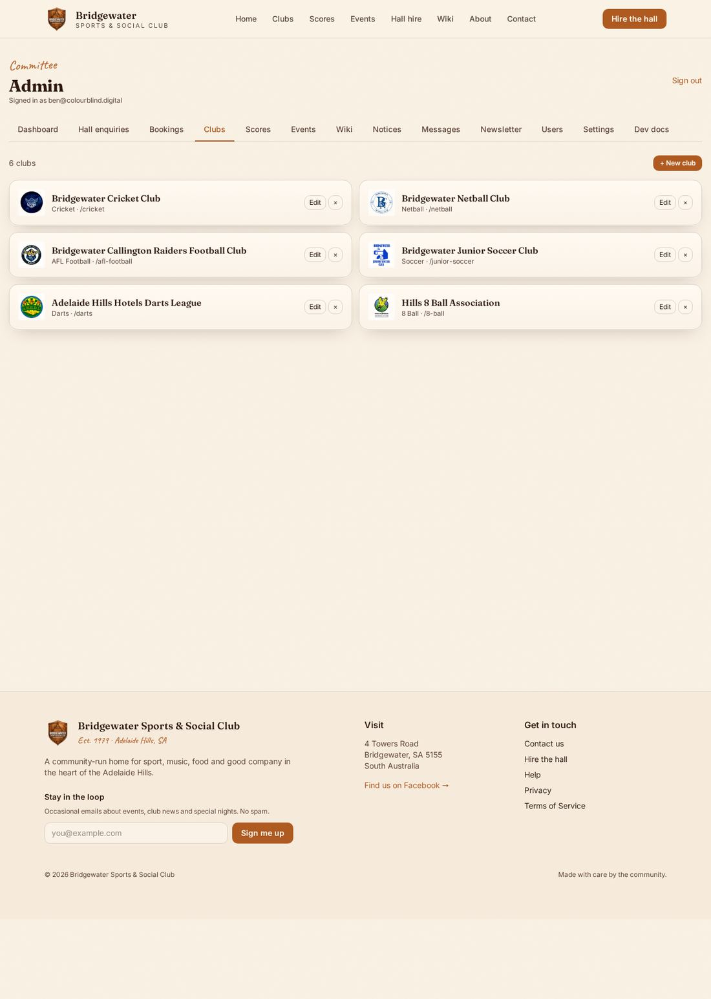 Bridgewater
SPORTS & SOCIAL CLUB
Home
Clubs
Scores
Events
Hall hire
Wiki
About
Contact
Hire the hall
Committee
Admin
Signed in as ben@colourblind.digital
Sign out
Dashboard
Hall enquiries
Bookings
Clubs
Scores
Events
Wiki
Notices
Messages
Newsletter
Users
Settings
Dev docs
6 clubs
+ New club
Bridgewater Cricket Club
Cricket · /cricket
Edit
×
Bridgewater Netball Club
Netball · /netball
Edit
×
Bridgewater Callington Raiders Football Club
AFL Football · /afl-football
Edit
×
BRIDGEWATER
JUNIOR SOCCER
CLUB
Bridgewater Junior Soccer Club
Soccer · /junior-soccer
Edit
×
Adelaide Hills Hotels Darts League
Darts · /darts
Edit
×
Hills 8 Ball Association
8 Ball · /8-ball
Edit
×
BRIDGEWATER
Bridgewater Sports & Social Club
Est. 1979 · Adelaide Hills, SA
A community-run home for sport, music, food and good company in
the heart of the Adelaide Hills.
Stay in the loop
Occasional emails about events, club news and special nights. No spam.
you@example.com
Sign me up
Visit
4 Towers Road
Bridgewater, SA 5155
South Australia
Find us on Facebook →
Get in touch
Contact us
Hire the hall
Help
Privacy
Terms of Service
© 2026 Bridgewater Sports & Social Club
Made with care by the community.